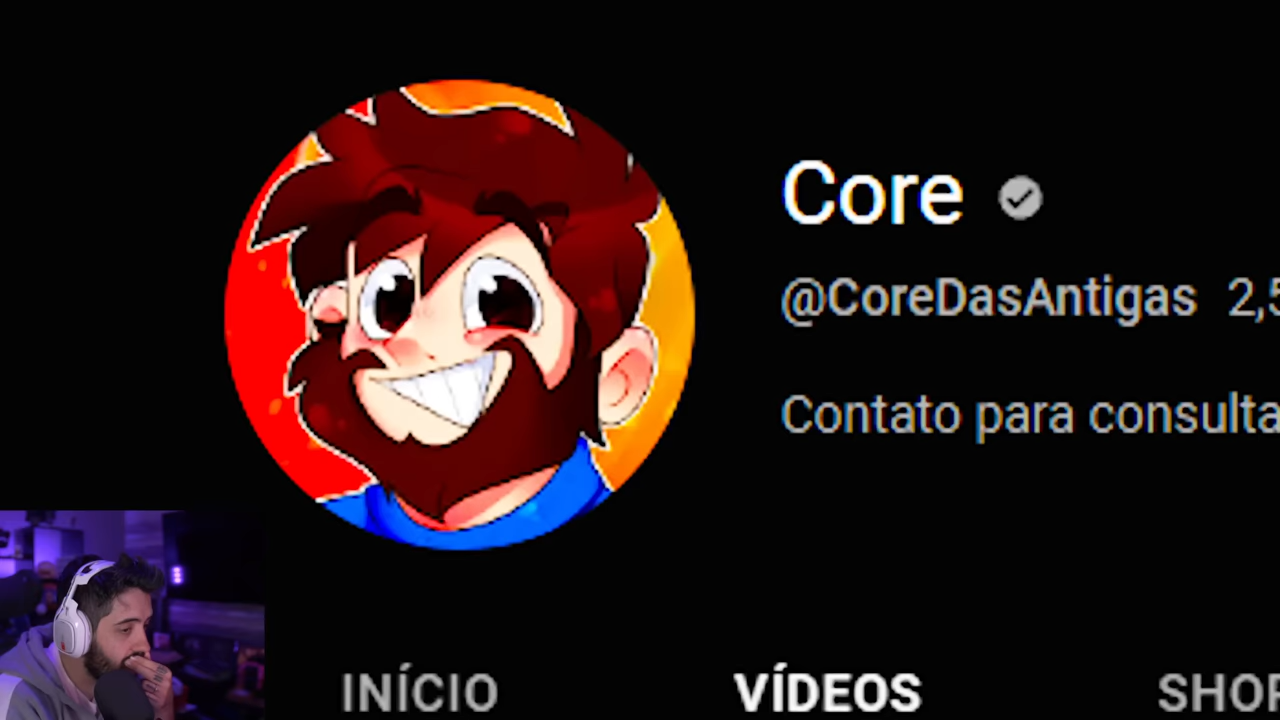 Core
@CoreDasAntigas 2,5
Contato para consulta
INÍCIO VÍDEOS SHOR